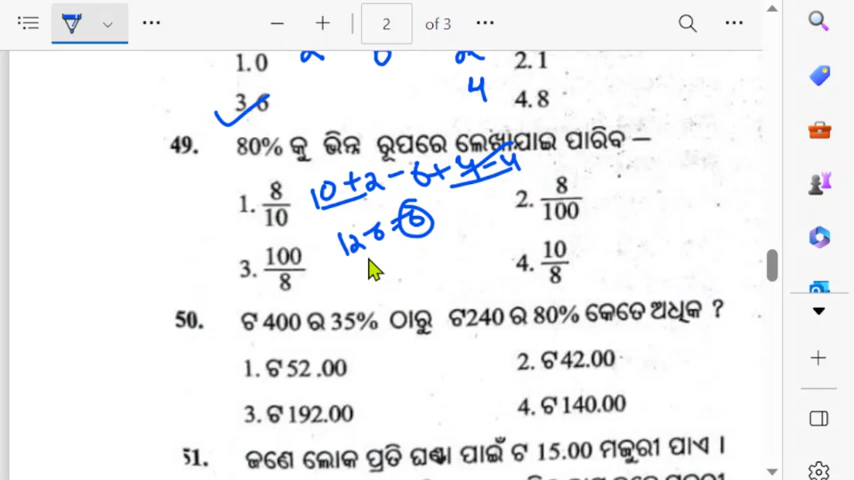 2 of 3
1. 0
2. 1
4
3. 6
4. 8
49. 80% କୁ ଭିନ୍ନ ରୂପରେ ଲେଖାଯାଇ ପାରିବ –
10+2-6+4-4
1. 8/10
2. 8/100
12-6=6
3. 100/8
4. 10/8
50. ଟ 400 ର 35% ଠାରୁ ଟ240 ର 80% କେତେ ଅଧିକ ?
1. ଟ 52 .00
2. ଟ 42.00
3. ଟ 192.00
4. ଟ 140.00
51. ଜଣେ ଲୋକ ପ୍ରତି ଘଣ୍ଟା ପାଇଁ ଟ 15.00 ମଜୁରୀ ପାଏ ।